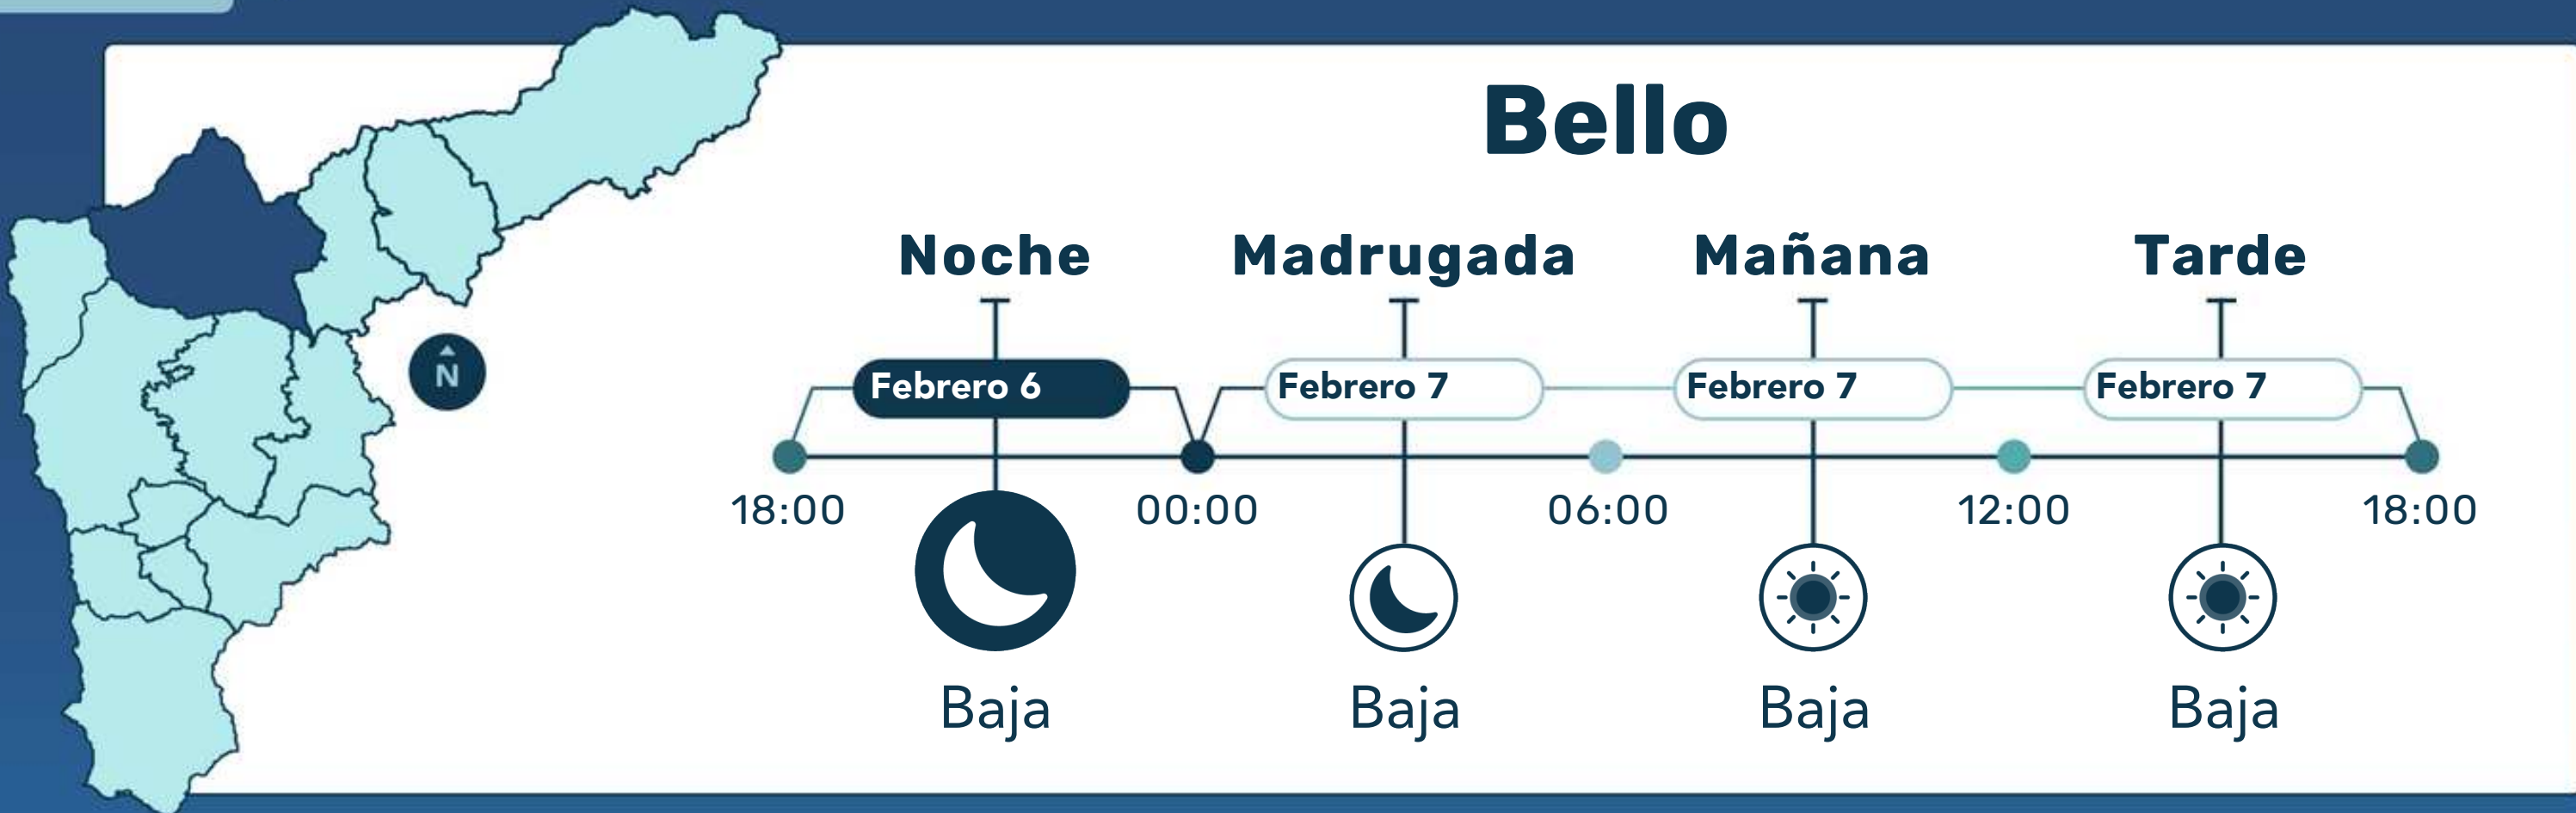 Bello
Noche
Madrugada
Mañana
Tarde
Febrero 6
Febrero 7
Febrero 7
Febrero 7
N
18:00
00:00
06:00
12:00
18:00
Baja
Baja
Baja
Baja